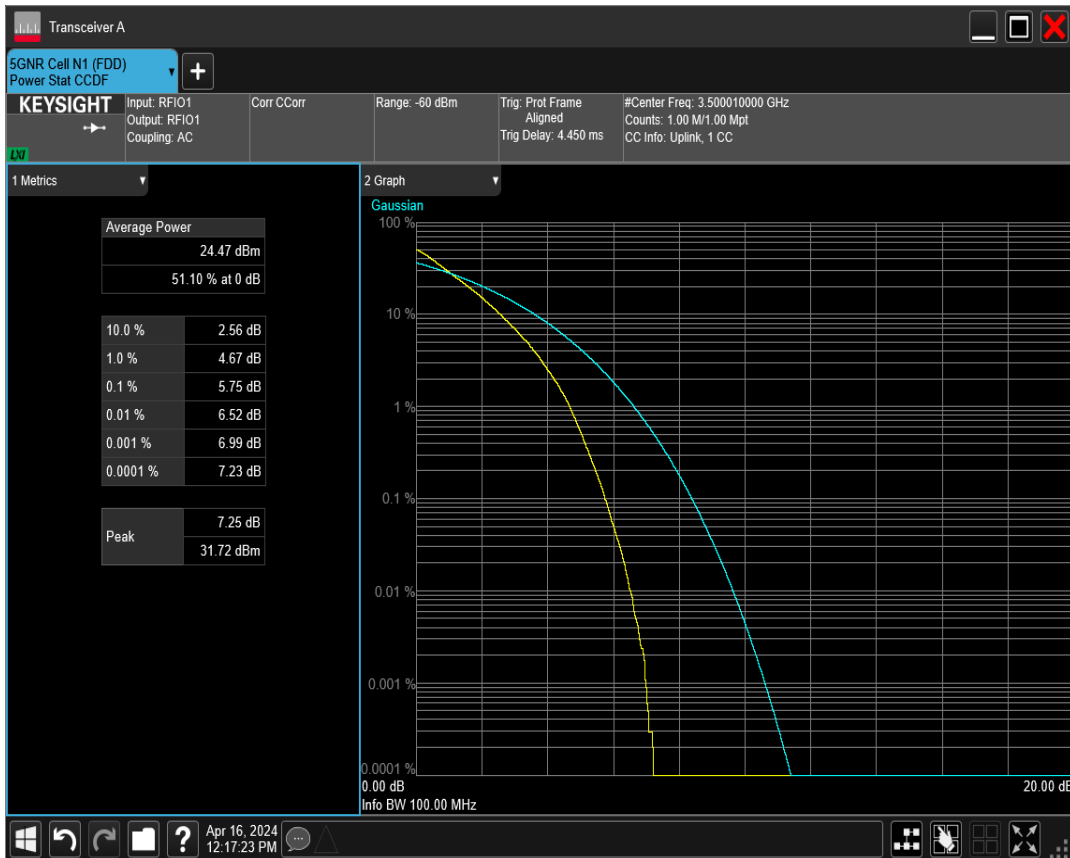 Transceiver A
5GNR Cell N1 (FDD)
Power Stat CCDF
+
KEYSIGHT
LXI
Input: RFIO1
Output: RFIO1
Coupling: AC
Corr CCorr
Range: -60 dBm
Trig: Prot Frame
Aligned
Trig Delay: 4.450 ms
#Center Freq: 3.500010000 GHz
Counts: 1.00 M/1.00 Mpt
CC Info: Uplink, 1 CC
1 Metrics
Average Power
24.47 dBm
51.10 % at 0 dB
10.0 % 2.56 dB
1.0 % 4.67 dB
0.1 % 5.75 dB
0.01 % 6.52 dB
0.001 % 6.99 dB
0.0001 % 7.23 dB
Peak
7.25 dB
31.72 dBm
2 Graph
Gaussian
100 %
10 %
1 %
0.1 %
0.01 %
0.001 %
0.0001 %
0.00 dB 20.00 dB
Info BW 100.00 MHz
?
Apr 16, 2024
12:17:23 PM